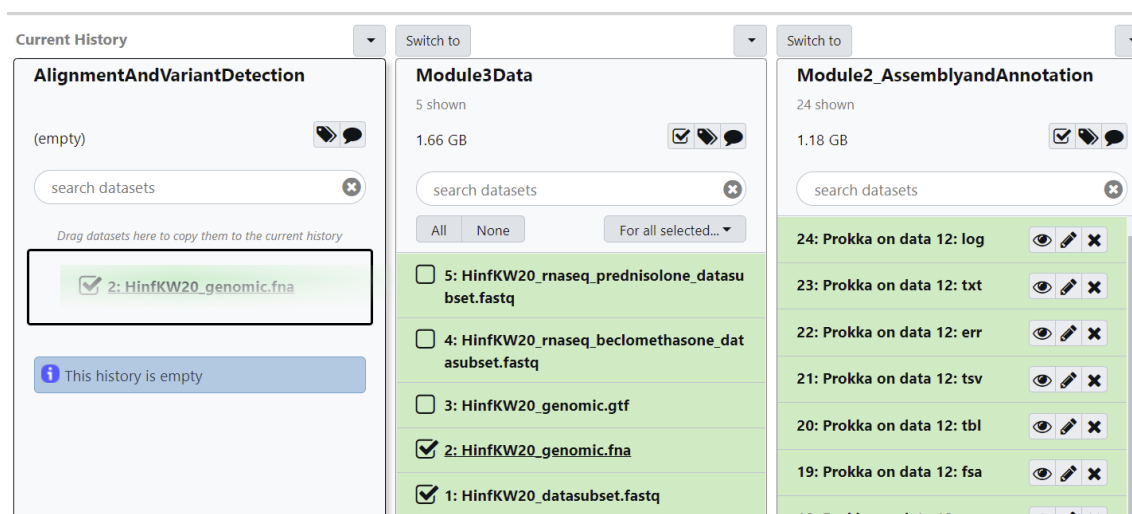 Current History
AlignmentAndVariantDetection
(empty)
search datasets
Drag datasets here to copy them to the current history
2: HinfKW20_genomic.fna
This history is empty
Switch to
Module3Data
5 shown
1.66 GB
search datasets
All None For all selected...
5: HinfKW20_rnaseq_prednisolone_datasu
bset.fastq
4: HinfKW20_rnaseq_beclomethasone_dat
asubset.fastq
3: HinfKW20_genomic.gtf
2: HinfKW20_genomic.fna
1: HinfKW20_datasubset.fastq
Switch to
Module2_AssemblyandAnnotation
24 shown
1.18 GB
search datasets
24: Prokka on data 12: log
23: Prokka on data 12: txt
22: Prokka on data 12: err
21: Prokka on data 12: tsv
20: Prokka on data 12: tbl
19: Prokka on data 12: fsa